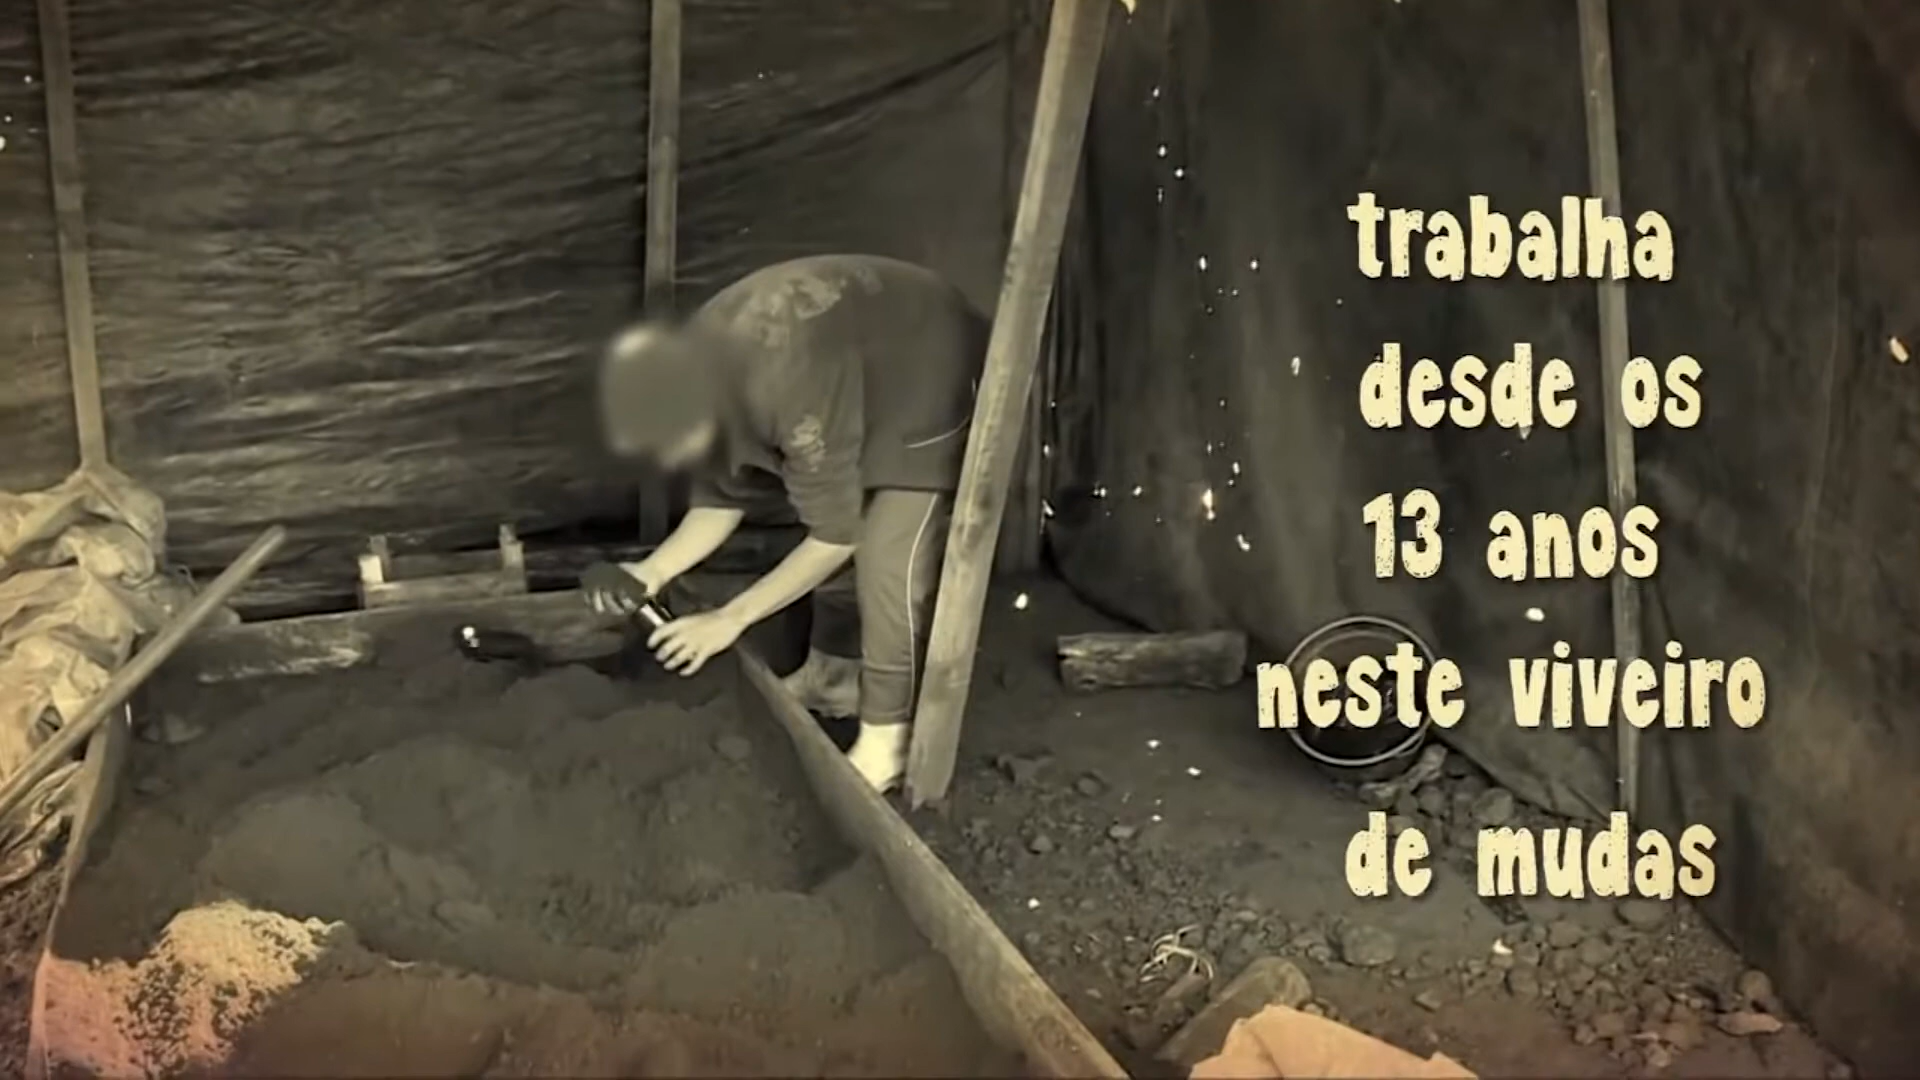 trabalha
desde os
13 anos
neste viveiro
de mudas